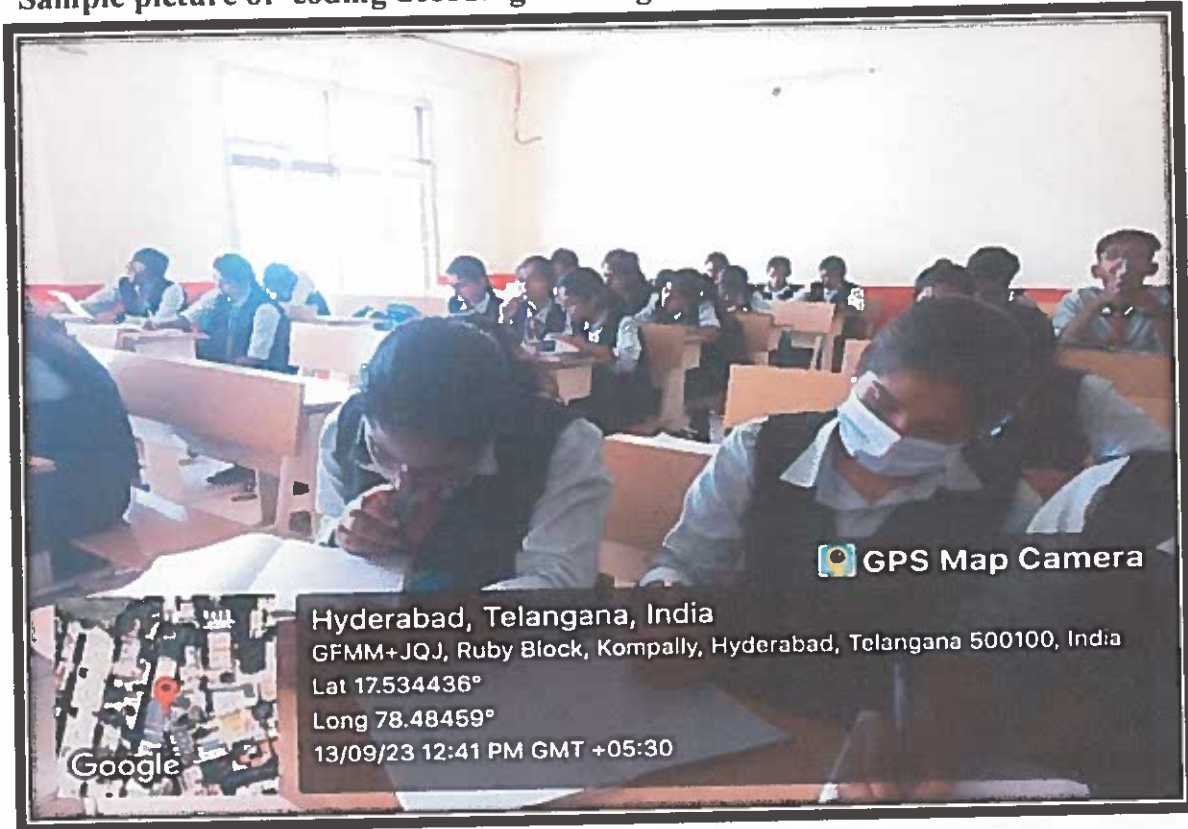 Sample picture of coding
GPS Map Camera
Hyderabad, Telangana, India
GFMM+JQJ, Ruby Block, Kompally, Hyderabad, Telangana 500100, India
Lat 17.534436°
Long 78.48459°
13/09/23 12:41 PM GMT +05:30
Google